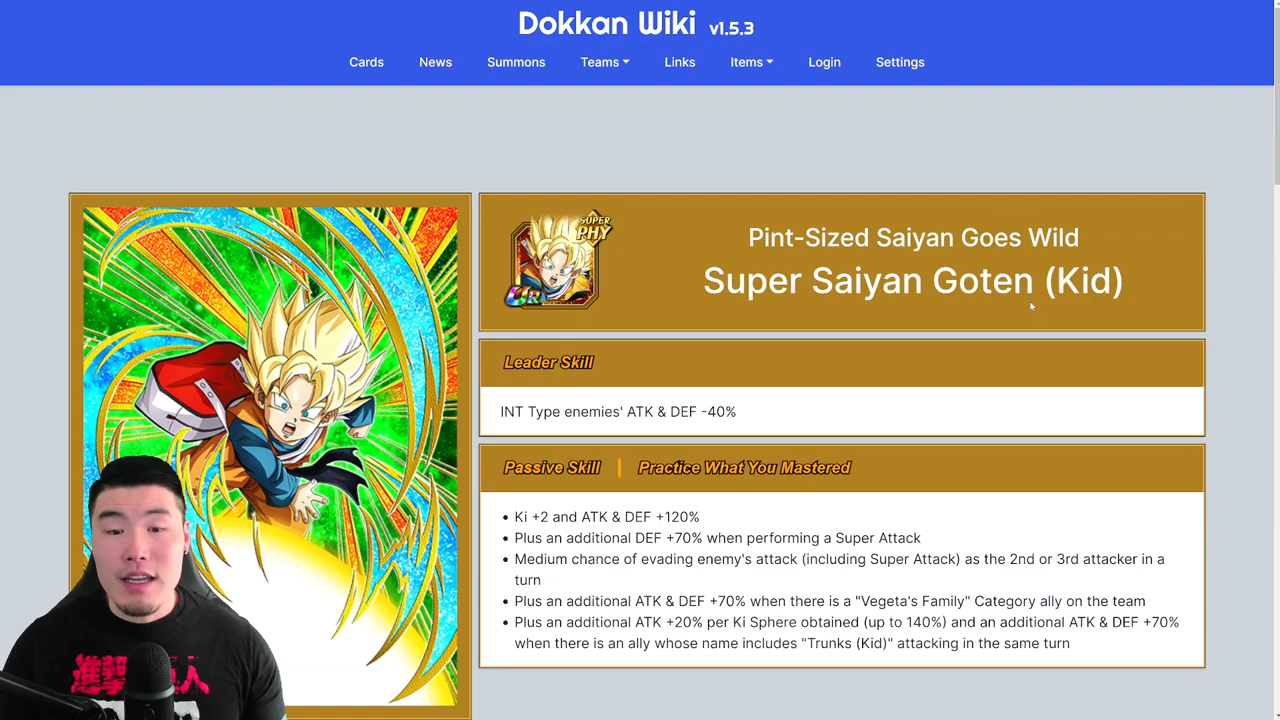 Dokkan Wiki v1.5.3
Cards News Summons Teams Links Items Login Settings
SUPER
PHY
UR
Pint-Sized Saiyan Goes Wild
Super Saiyan Goten (Kid)
Leader Skill
INT Type enemies' ATK & DEF -40%
Passive Skill | Practice What You Mastered
• Ki +2 and ATK & DEF +120%
• Plus an additional DEF +70% when performing a Super Attack
• Medium chance of evading enemy's attack (including Super Attack) as the 2nd or 3rd attacker in a
turn
• Plus an additional ATK & DEF +70% when there is a "Vegeta's Family" Category ally on the team
• Plus an additional ATK +20% per Ki Sphere obtained (up to 140%) and an additional ATK & DEF +70%
when there is an ally whose name includes "Trunks (Kid)" attacking in the same turn
進撃の巨人